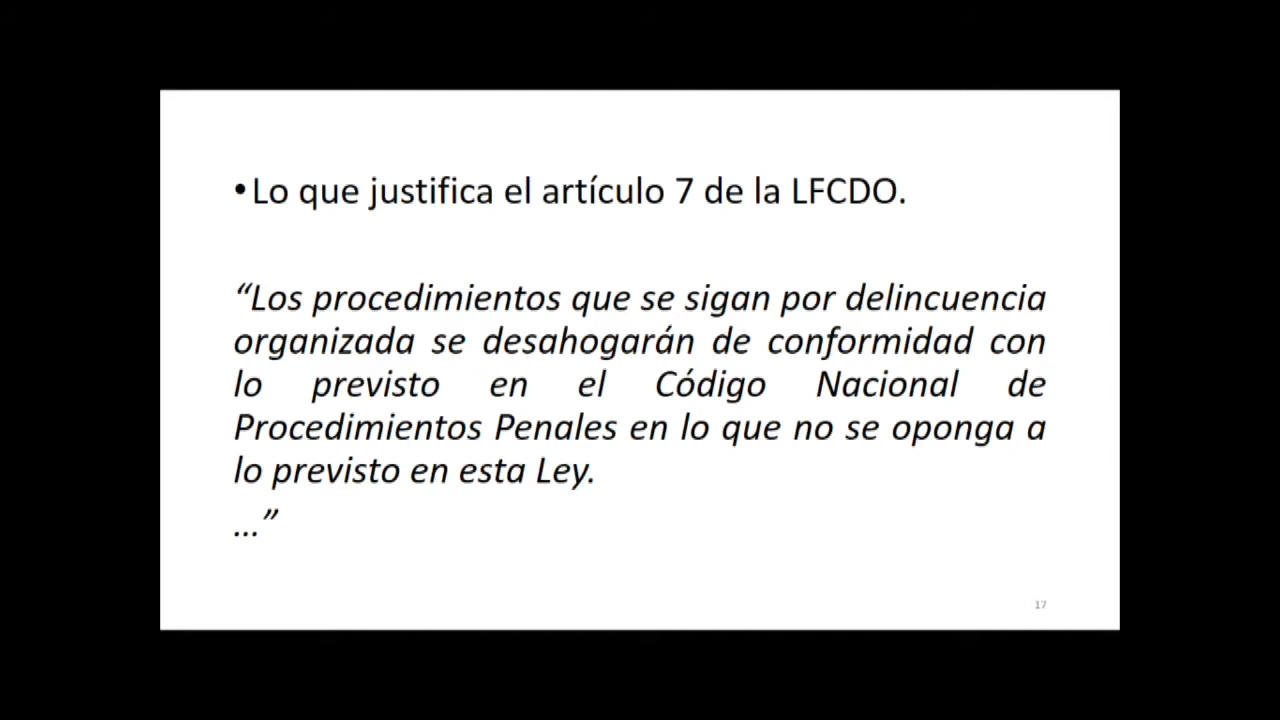 •Lo que justifica el artículo 7 de la LFCDO.
“Los procedimientos que se sigan por delincuencia
organizada se desahogarán de conformidad con
lo previsto en el Código Nacional de
Procedimientos Penales en lo que no se oponga a
lo previsto en esta Ley.
…”
17